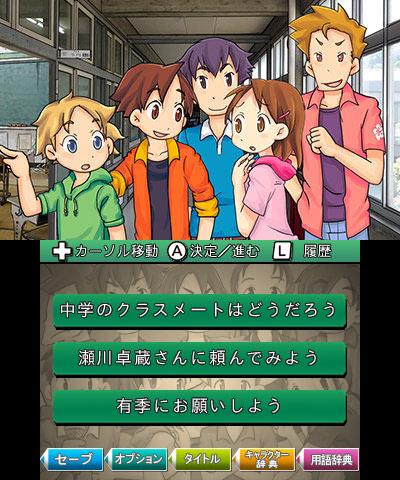 カーソル移動 A 決定／進む L 履歴
中学のクラスメートはどうだろう
瀬川卓蔵さんに頼んでみよう
有季にお願いしよう
セーブ オプション タイトル キャラクター辞典 用語辞典